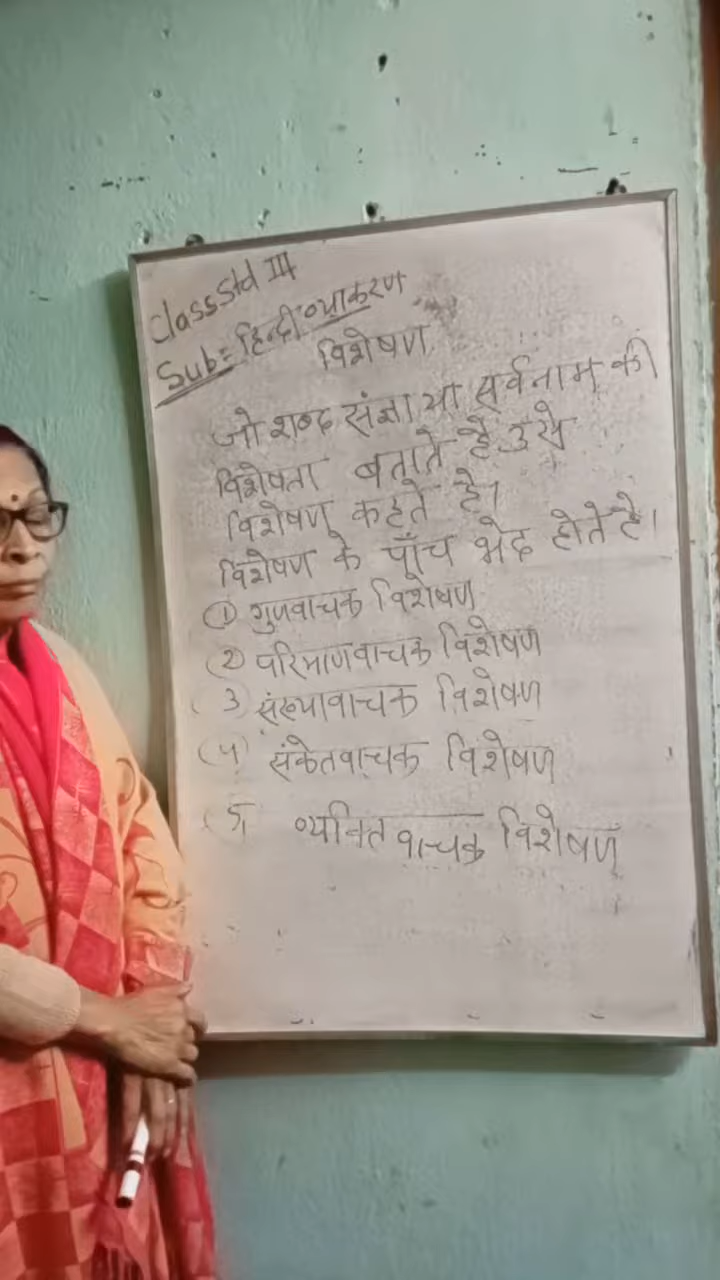 Class Std III
Sub:- हिन्दी व्याकरण
विशेषण
जो शब्द संज्ञा या सर्वनाम की
विशेषता बताते है उसे
विशेषण कहते है।
विशेषण के पाँच भेद होते है।
① गुणवाचक विशेषण
(2) परिमाणवाचक विशेषण
(3) संख्यावाचक विशेषण
(4) संकेतवाचक विशेषण
(5) व्यक्तिवाचक विशेषण